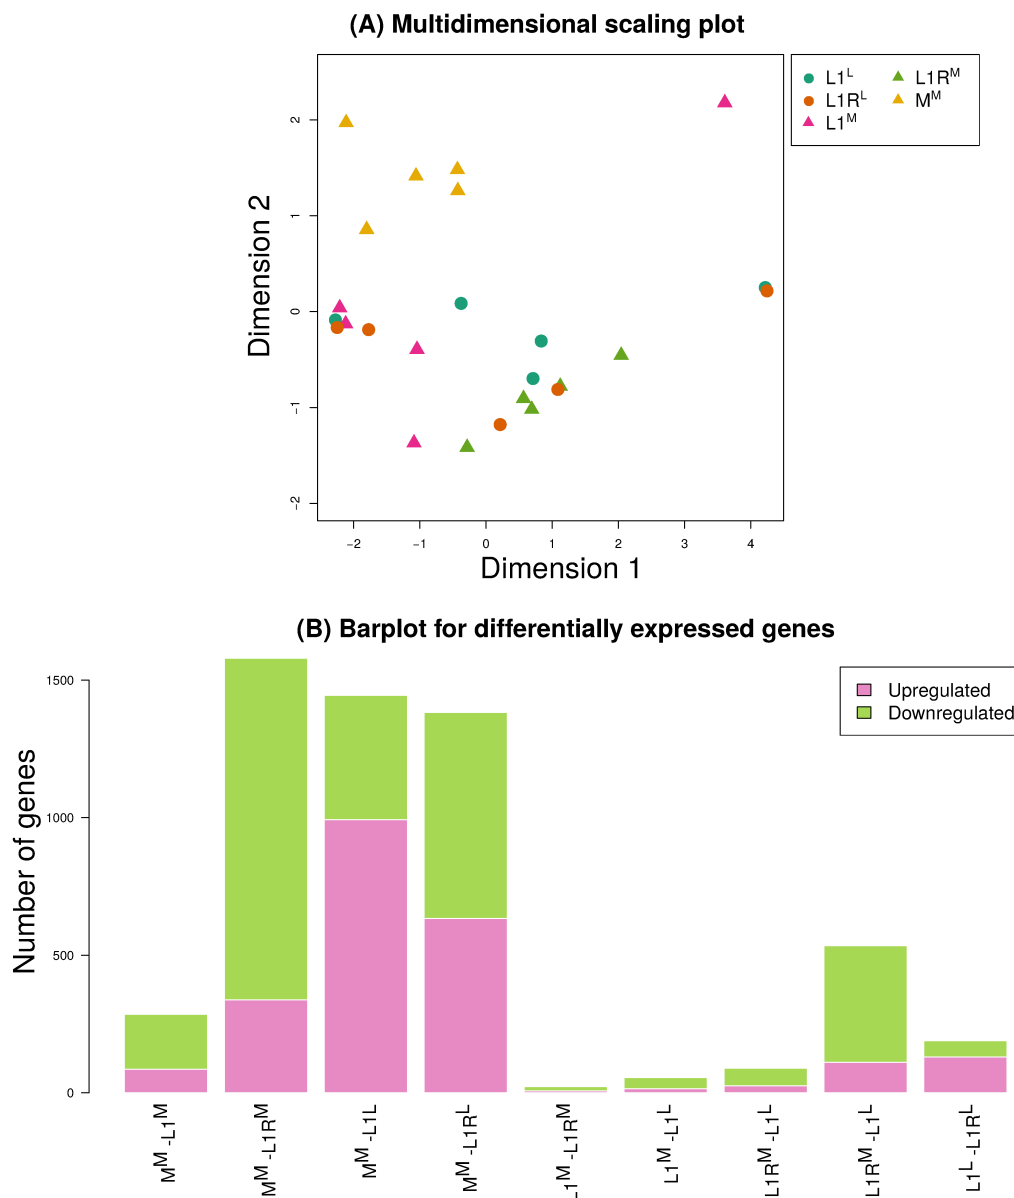 (A) Multidimensional scaling plot
L1^L
L1R^L
L1^M
L1R^M
M^M
Dimension 2
2
1
0
−1
−2
−2 −1 0 1 2 3 4
Dimension 1
(B) Barplot for differentially expressed genes
Upregulated
Downregulated
Number of genes
1500
1000
500
0
M^M -L1^M
M^M -L1R^M
M^M -L1L
M^M -L1R^L
L1^M -L1R^M
L1^M -L1^L
L1R^M -L1^L
L1R^M -L1^L
L1^L -L1R^L